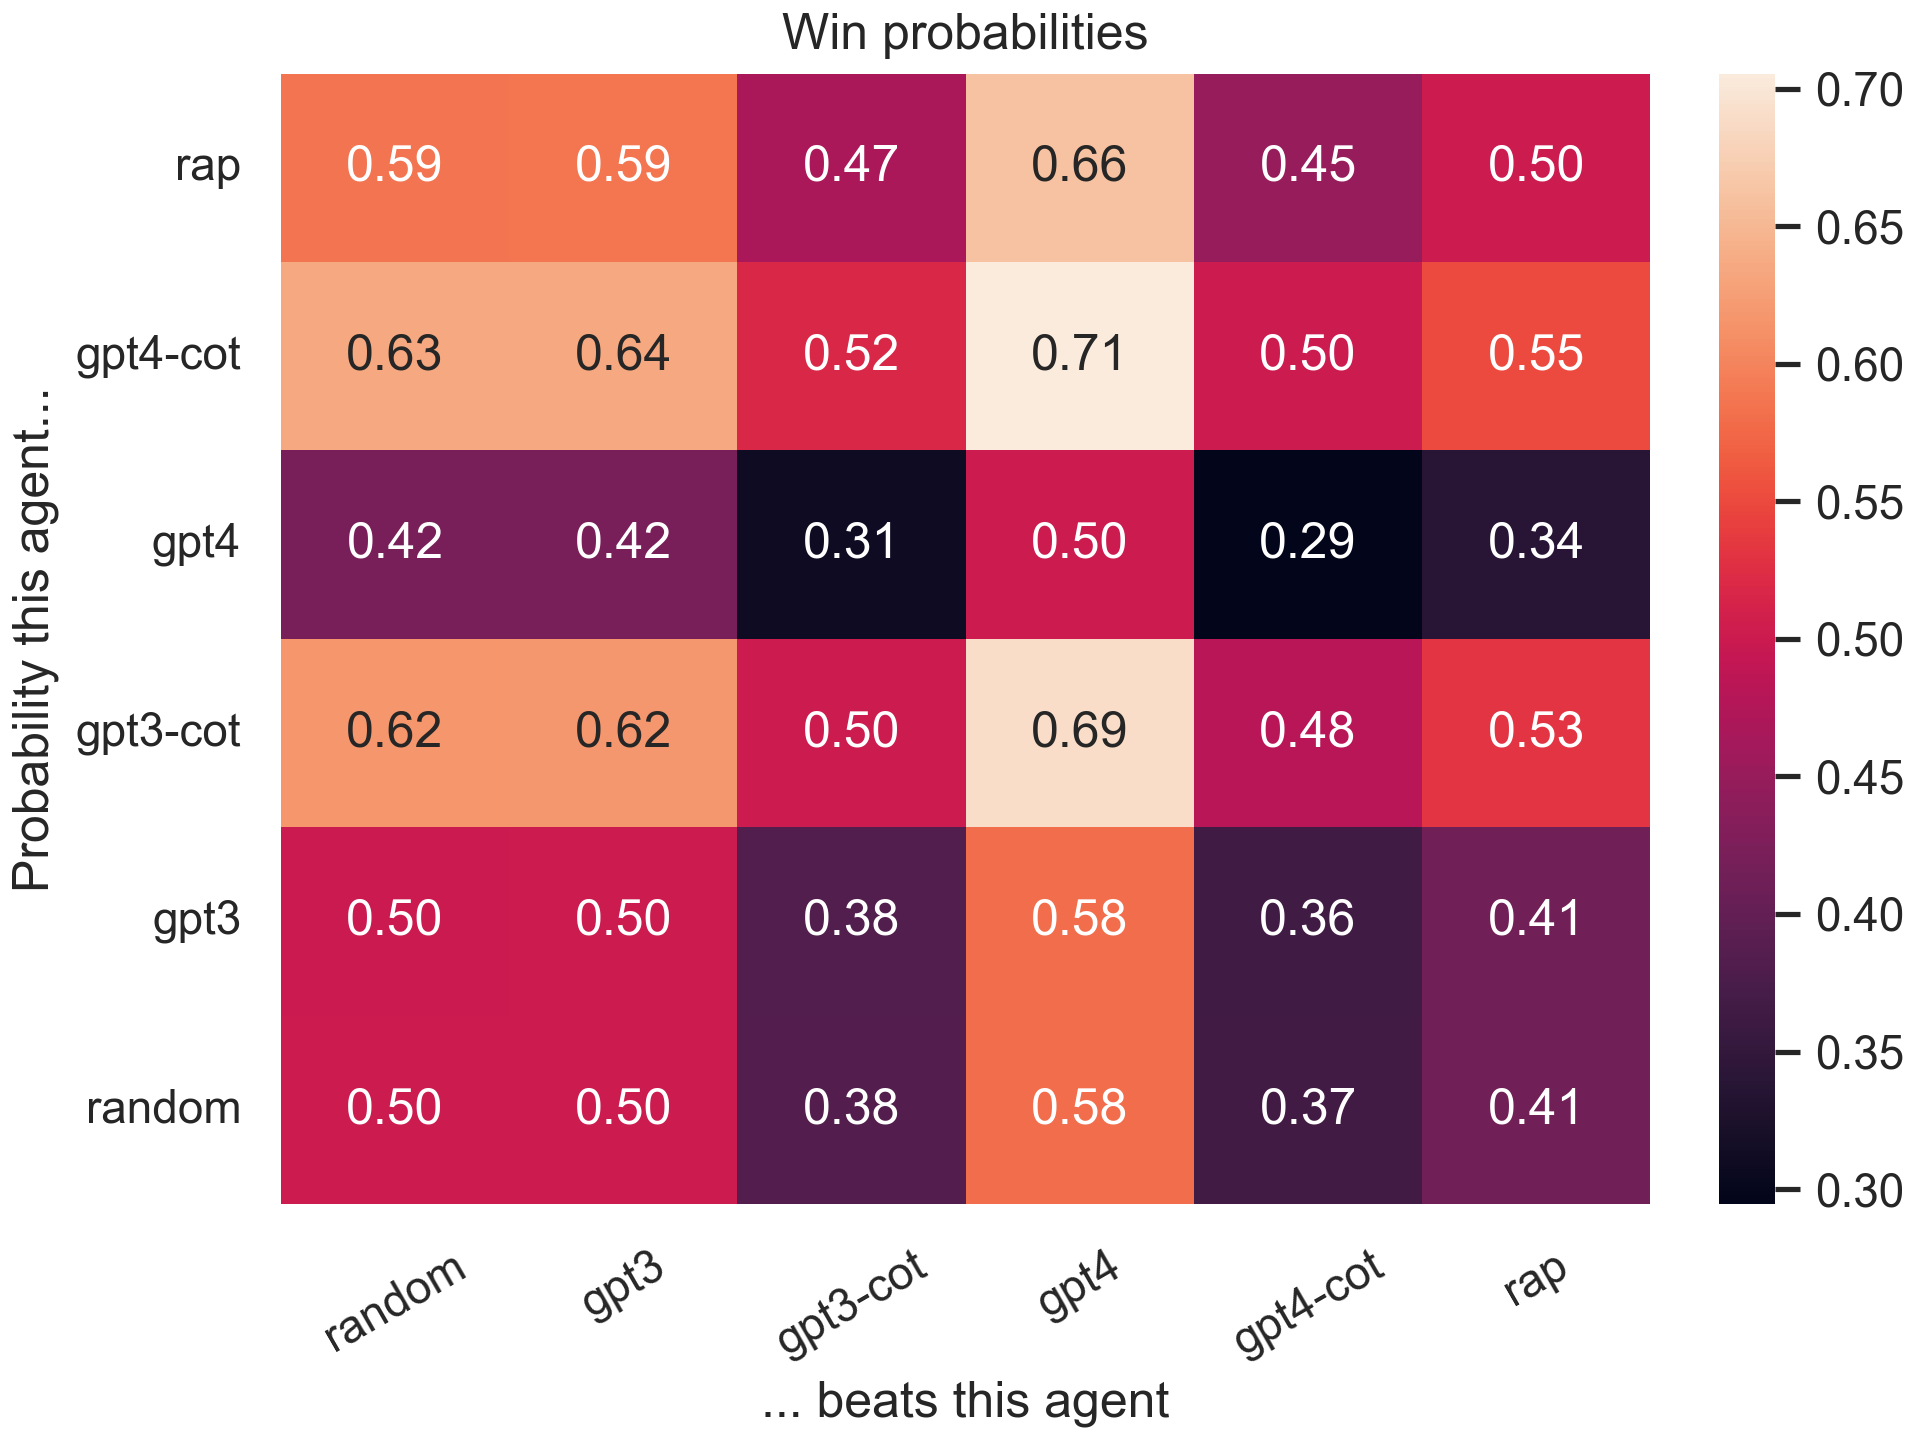 Win probabilities
Probability this agent...
rap 0.59 0.59 0.47 0.66 0.45 0.50
gpt4-cot 0.63 0.64 0.52 0.71 0.50 0.55
gpt4 0.42 0.42 0.31 0.50 0.29 0.34
gpt3-cot 0.62 0.62 0.50 0.69 0.48 0.53
gpt3 0.50 0.50 0.38 0.58 0.36 0.41
random 0.50 0.50 0.38 0.58 0.37 0.41
random gpt3 gpt3-cot gpt4 gpt4-cot rap
... beats this agent
0.70
0.65
0.60
0.55
0.50
0.45
0.40
0.35
0.30